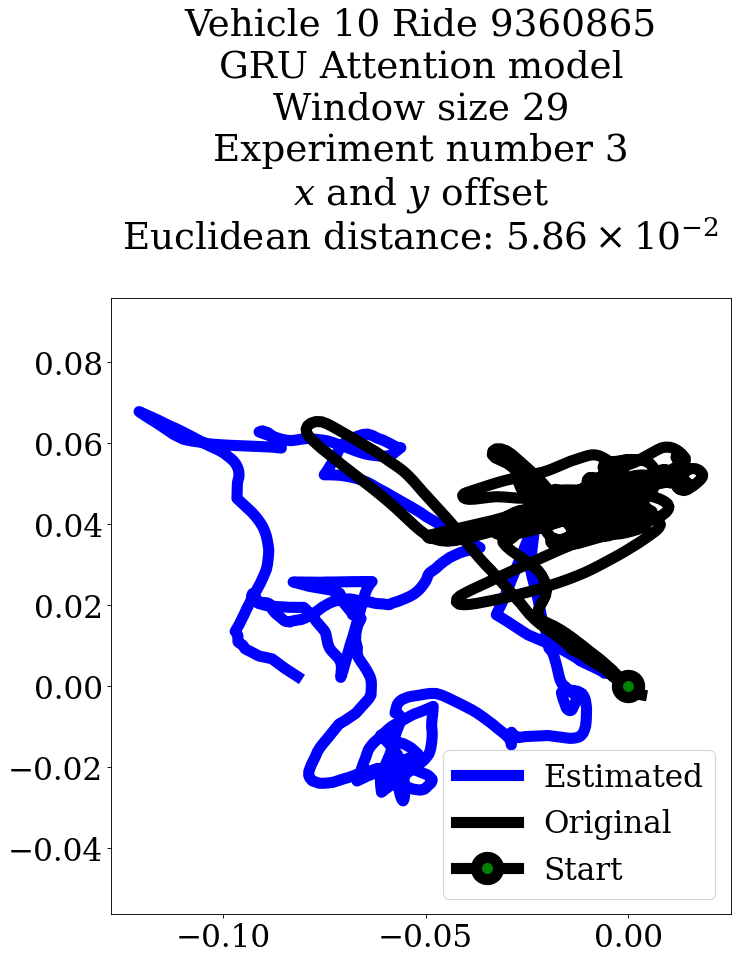 Vehicle 10 Ride 9360865
GRU Attention model
Window size 29
Experiment number 3
x and y offset
Euclidean distance: 5.86 × 10⁻²
0.08
0.06
0.04
0.02
0.00
−0.02
−0.04
Estimated
Original
Start
−0.10 −0.05 0.00